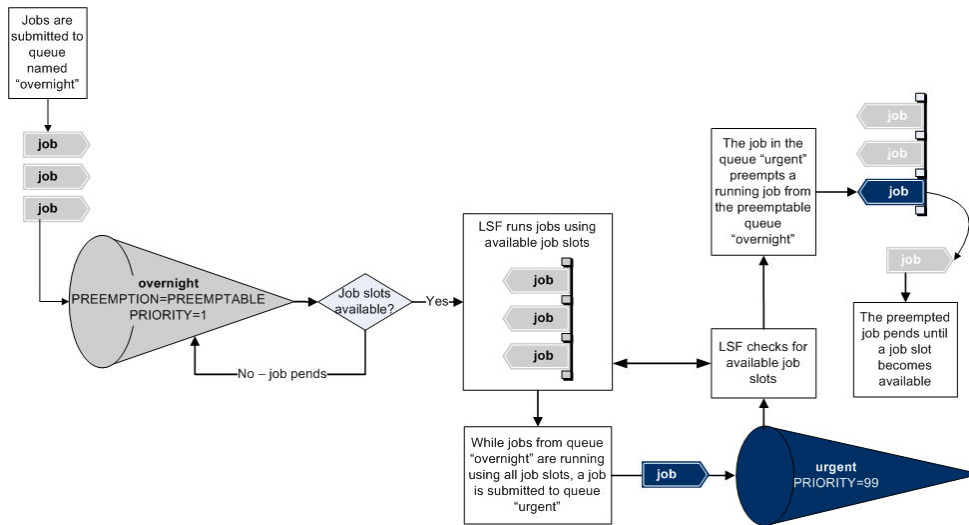 Jobs are
submitted to
queue
named
“overnight”
job
job
job
overnight
PREEMPTION=PREEMPTABLE
PRIORITY=1
Job slots
available?
Yes
No – job pends
LSF runs jobs using
available job slots
job
job
job
While jobs from queue
“overnight” are running
using all job slots, a job
is submitted to queue
“urgent”
job
urgent
PRIORITY=99
LSF checks for
available job
slots
The job in the
queue “urgent”
preempts a
running job from
the preemptable
queue
“overnight”
job
job
job
job
The preempted
job pends until
a job slot
becomes
available